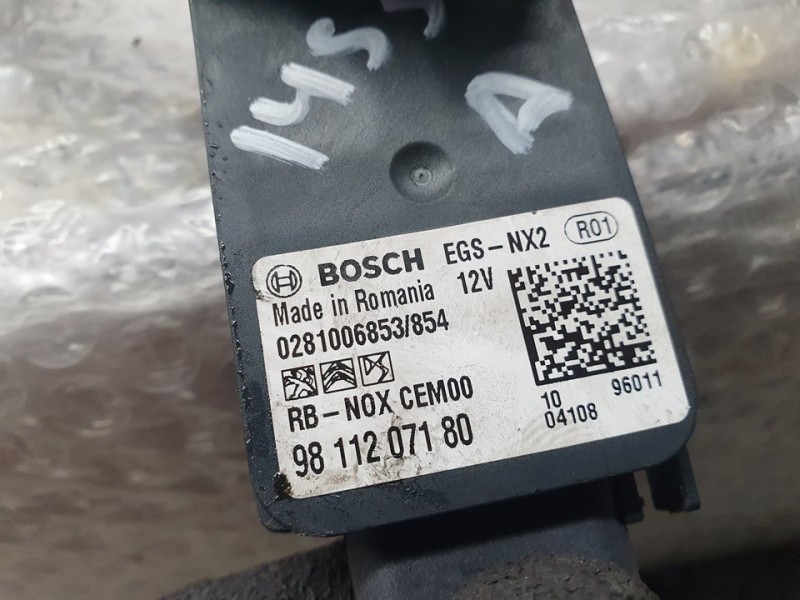 145
A
BOSCH EGS-NX2 R01
Made in Romania 12V
0281006853/854
RB-NOX CEM00
98 112 071 80
10 96011
04108